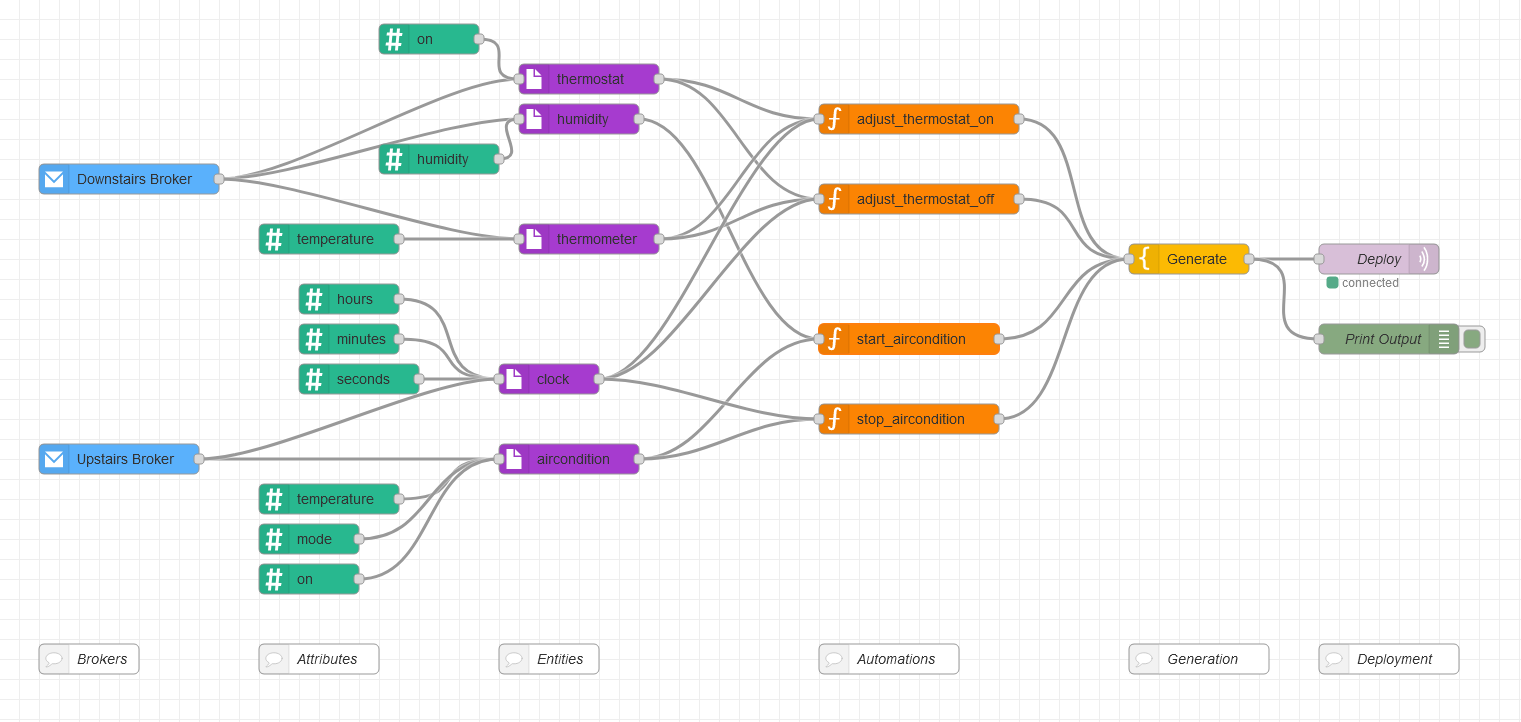 on
thermostat
humidity
adjust_thermostat_on
humidity
Downstairs Broker
adjust_thermostat_off
temperature
thermometer
Generate
Deploy
connected
hours
minutes
start_aircondition
Print Output
seconds
clock
stop_aircondition
Upstairs Broker
aircondition
temperature
mode
on
Brokers
Attributes
Entities
Automations
Generation
Deployment